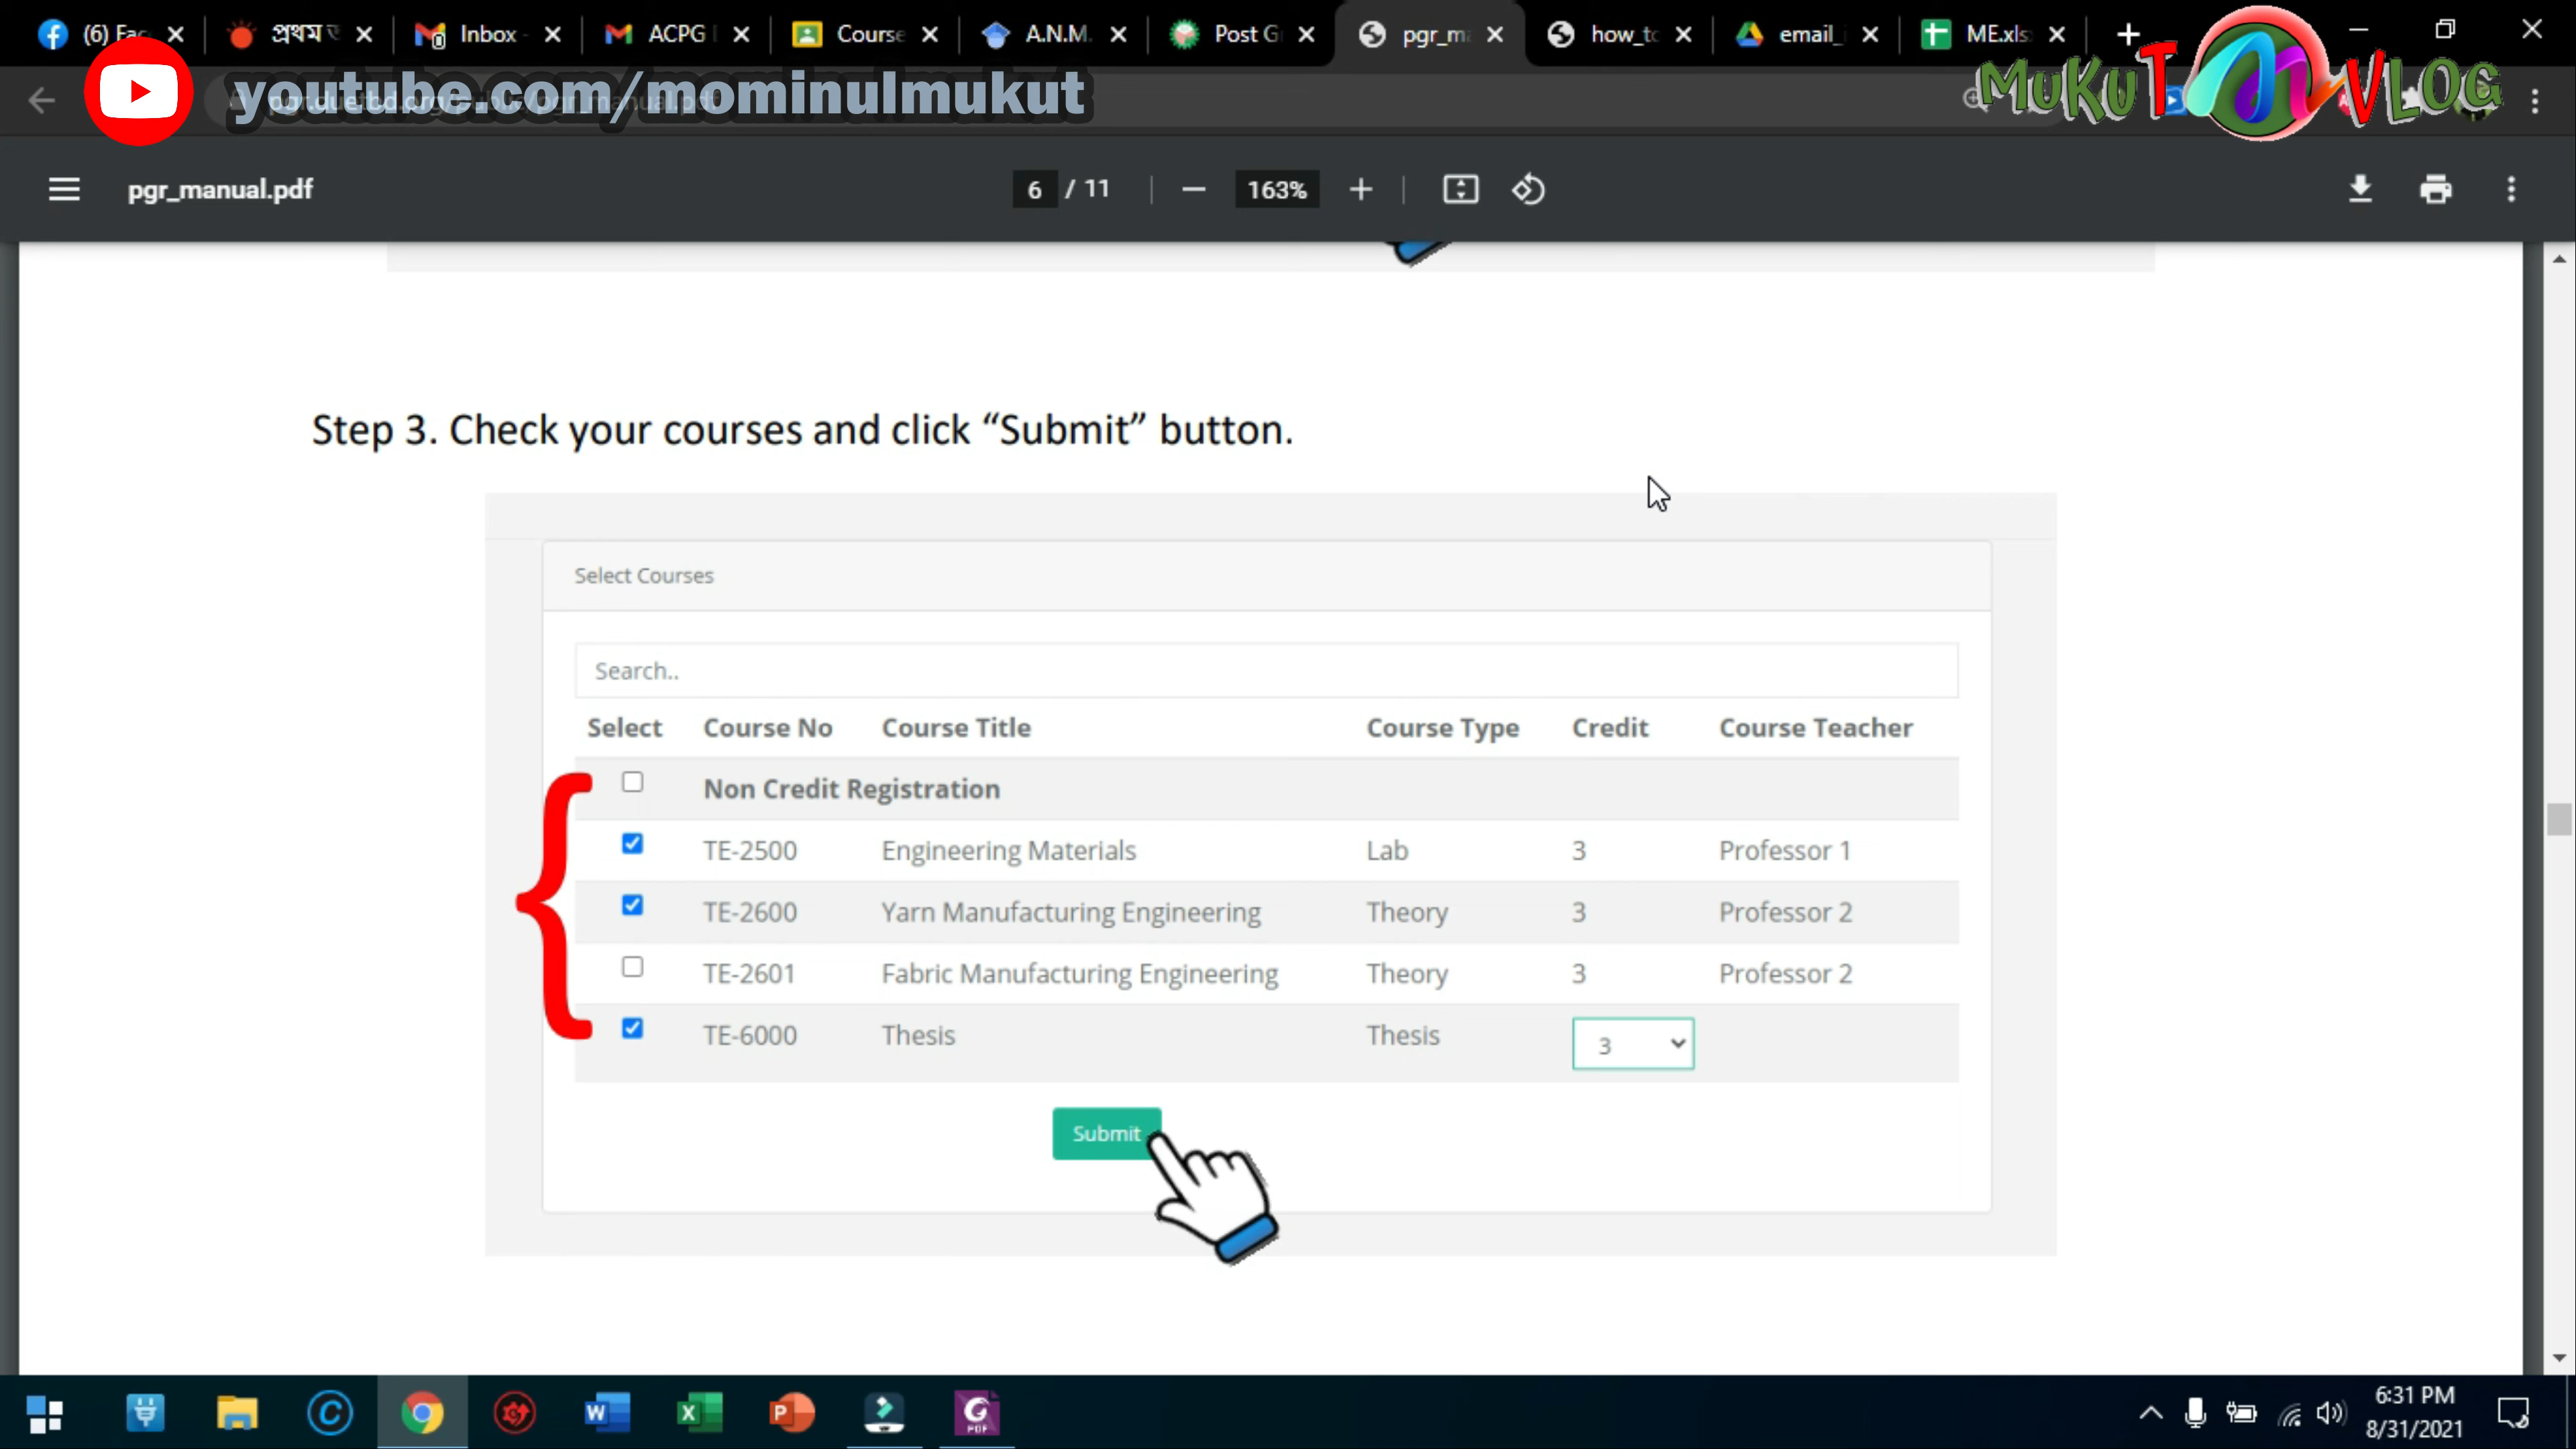 (6) Fac
প্রথম
Inbox -
ACPG
Course
A.N.M.
Post G
pgr_m
how_to
email_
ME.xls
youtube.com/mominulmukut
MUKUT VLOG
pgr_manual.pdf
6 / 11
163%
Step 3. Check your courses and click “Submit” button.
Select Courses
Search..
Select Course No Course Title Course Type Credit Course Teacher
Non Credit Registration
TE-2500 Engineering Materials Lab 3 Professor 1
TE-2600 Yarn Manufacturing Engineering Theory 3 Professor 2
TE-2601 Fabric Manufacturing Engineering Theory 3 Professor 2
TE-6000 Thesis Thesis 3
Submit
6:31 PM
8/31/2021